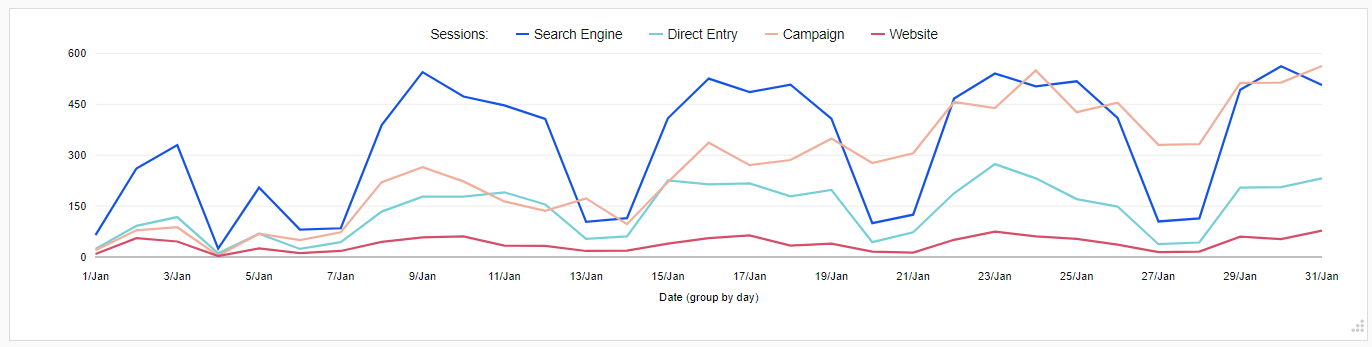 Sessions: Search Engine Direct Entry Campaign Website
600
450
300
150
0
1/Jan 3/Jan 5/Jan 7/Jan 9/Jan 11/Jan 13/Jan 15/Jan 17/Jan 19/Jan 21/Jan 23/Jan 25/Jan 27/Jan 29/Jan 31/Jan
Date (group by day)